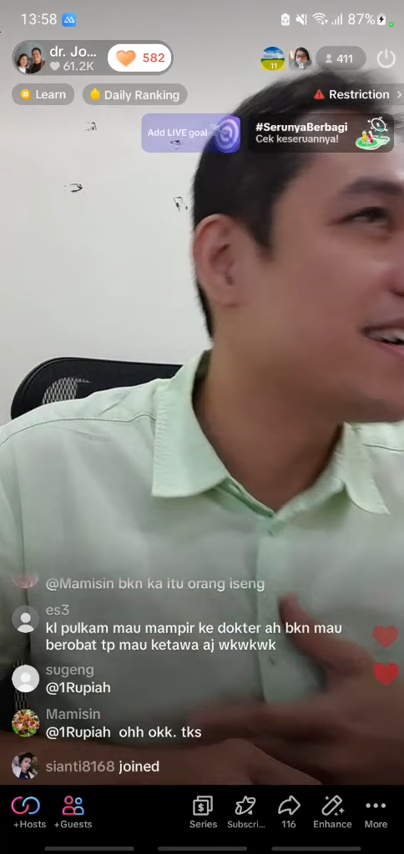 13:58
87%
dr. Jo...
61.2K
582
411
11
Learn
Daily Ranking
Restriction
Add LIVE goal
#SerunyaBerbagi
Cek keseruannya!
@Mamisin bkn ka itu orang iseng
es3
kl pulkam mau mampir ke dokter ah bkn mau
berobat tp mau ketawa aj wkwkwk
sugeng
@1Rupiah
Mamisin
@1Rupiah ohh okk. tks
sianti8168 joined
+Hosts
+Guests
Series
Subscri...
116
Enhance
More